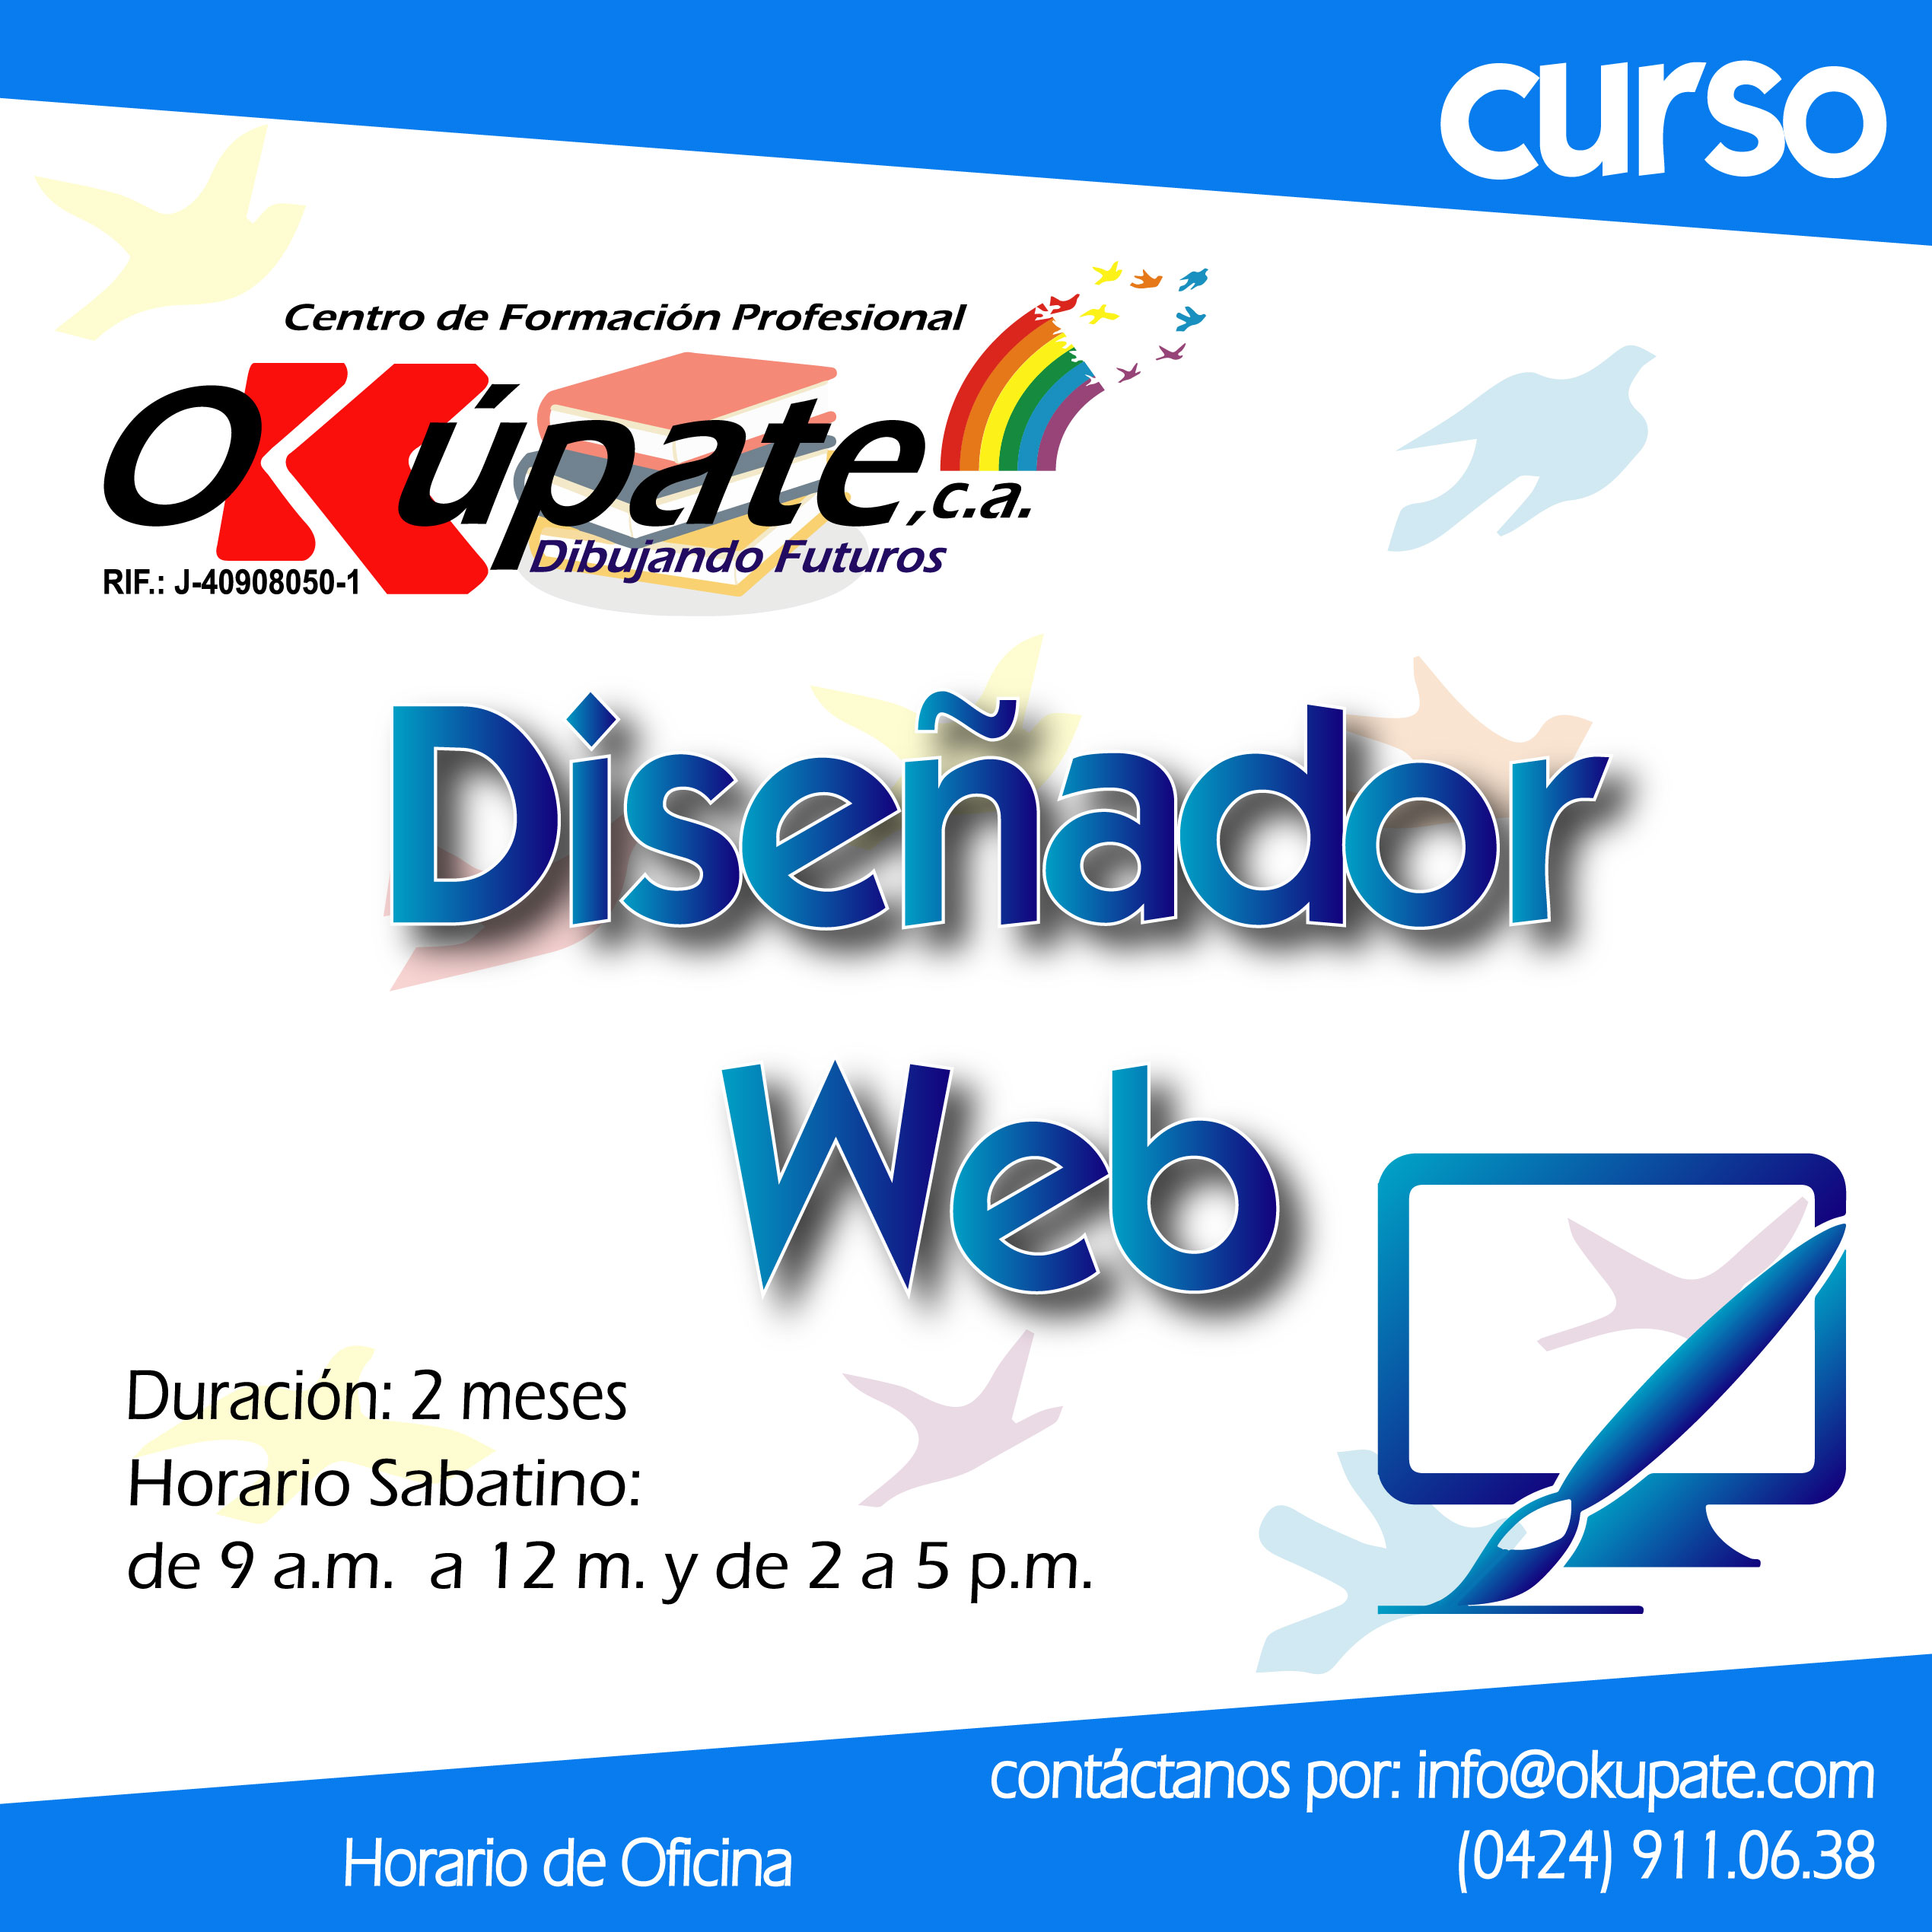 curso
Centro de Formación Profesional
OKúpate,c.a.
Dibujando Futuros
RIF.: J-40908050-1
Diseñador
Web
Duración: 2 meses
Horario Sabatino:
de 9 a.m. a 12 m. y de 2 a 5 p.m.
contáctanos por: info@okupate.com
(0424) 911.06.38
Horario de Oficina